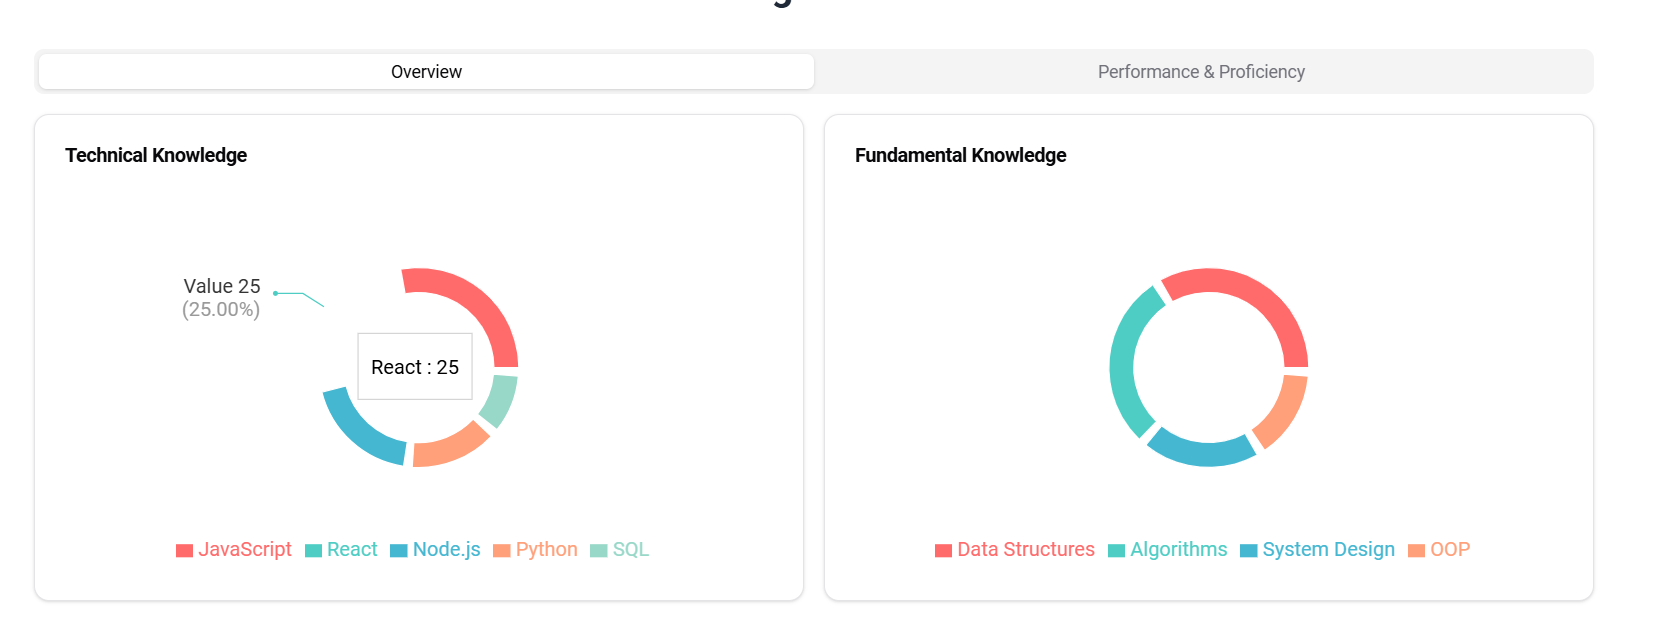 Overview
Performance & Proficiency
Technical Knowledge
Value 25
(25.00%)
React : 25
JavaScript React Node.js Python SQL
Fundamental Knowledge
Data Structures Algorithms System Design OOP